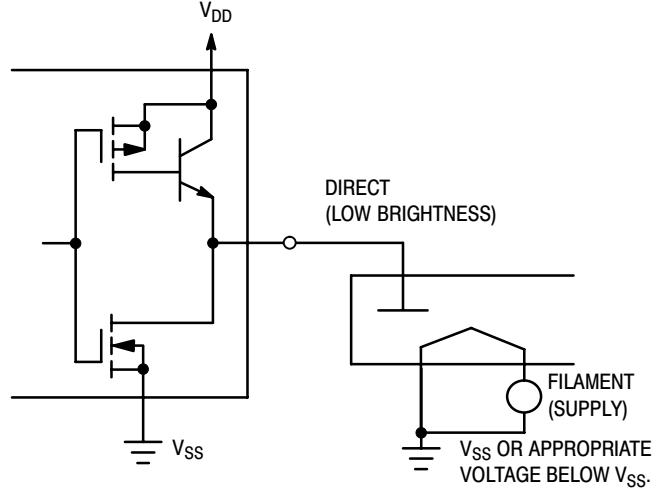 VDD
DIRECT
(LOW BRIGHTNESS)
FILAMENT
(SUPPLY)
VSS
VSS OR APPROPRIATE
VOLTAGE BELOW VSS.